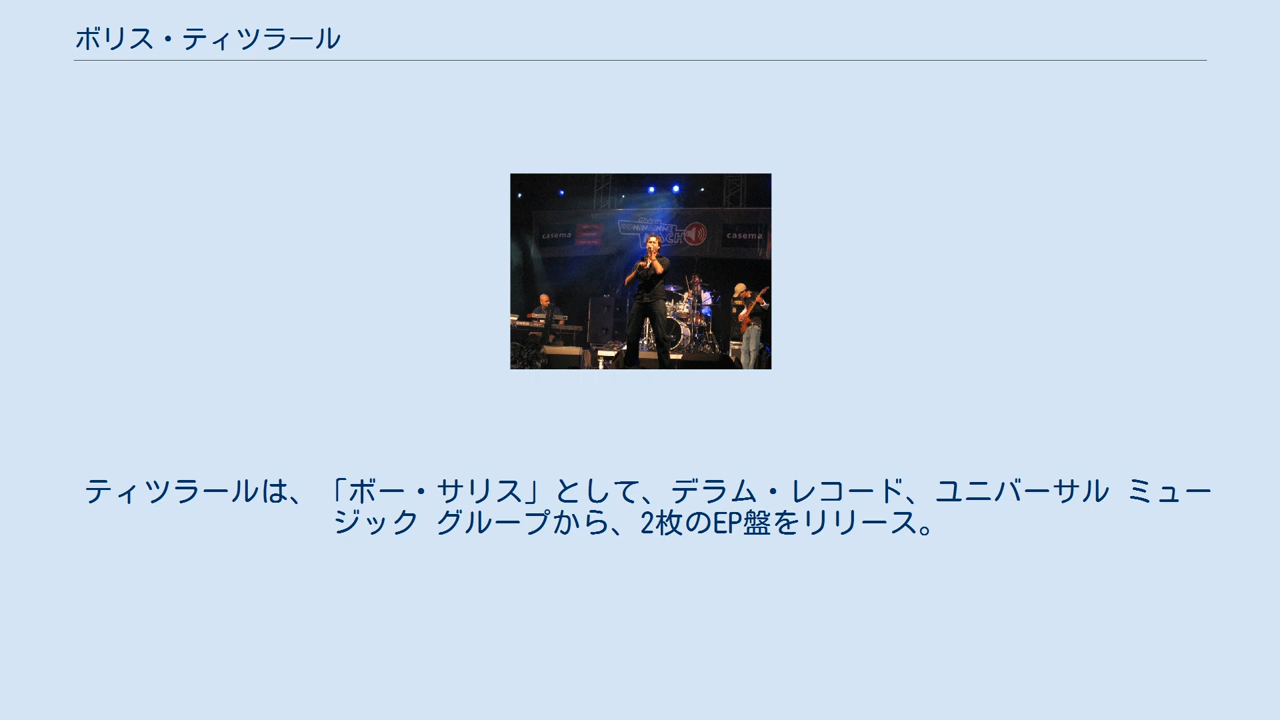 ボリス・ティツラール
casema
casema
ティツラールは、「ボー・サリス」として、デラム・レコード、ユニバーサル ミュー
ジック グループから、2枚のEP盤をリリース。